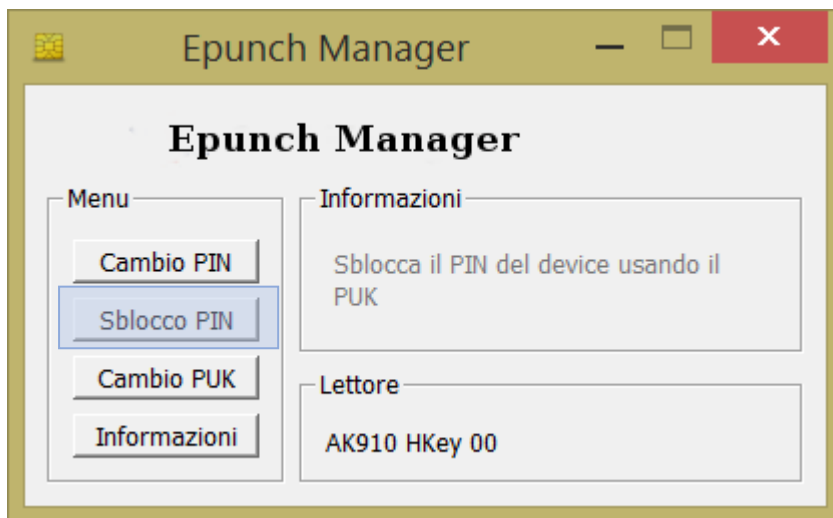 Epunch Manager
Epunch Manager
Menu
Cambio PIN
Sblocco PIN
Cambio PUK
Informazioni
Informazioni
Sblocca il PIN del device usando il
PUK
Lettore
AK910 HKey 00